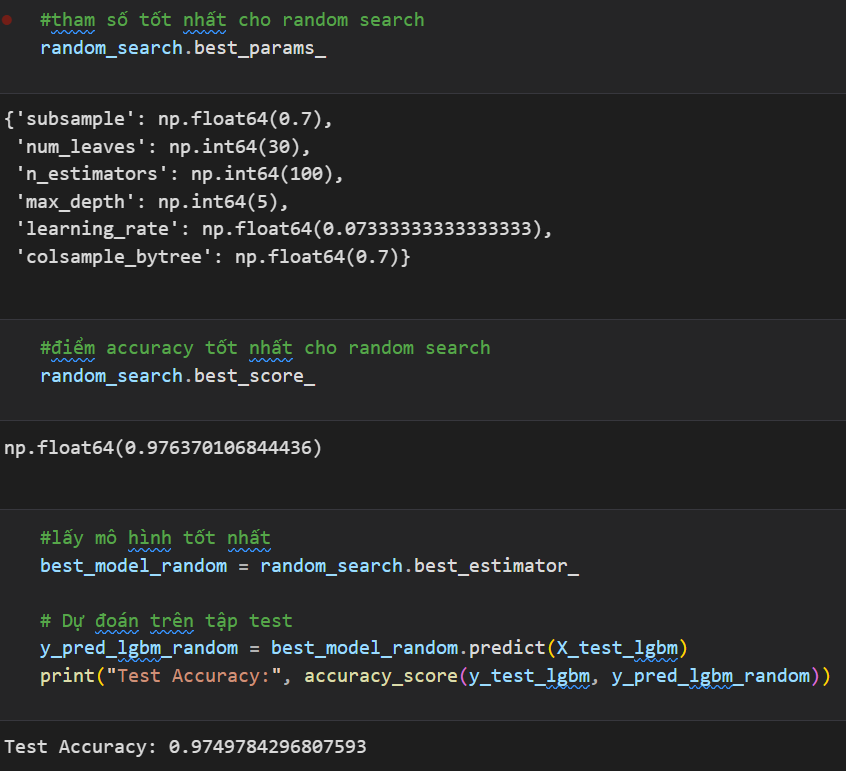 #tham số tốt nhất cho random search
random_search.best_params_
{'subsample': np.float64(0.7),
 'num_leaves': np.int64(30),
 'n_estimators': np.int64(100),
 'max_depth': np.int64(5),
 'learning_rate': np.float64(0.07333333333333333),
 'colsample_bytree': np.float64(0.7)}
#điểm accuracy tốt nhất cho random search
random_search.best_score_
np.float64(0.976370106844436)
#lấy mô hình tốt nhất
best_model_random = random_search.best_estimator_
# Dự đoán trên tập test
y_pred_lgbm_random = best_model_random.predict(X_test_lgbm)
print("Test Accuracy:", accuracy_score(y_test_lgbm, y_pred_lgbm_random))
Test Accuracy: 0.9749784296807593